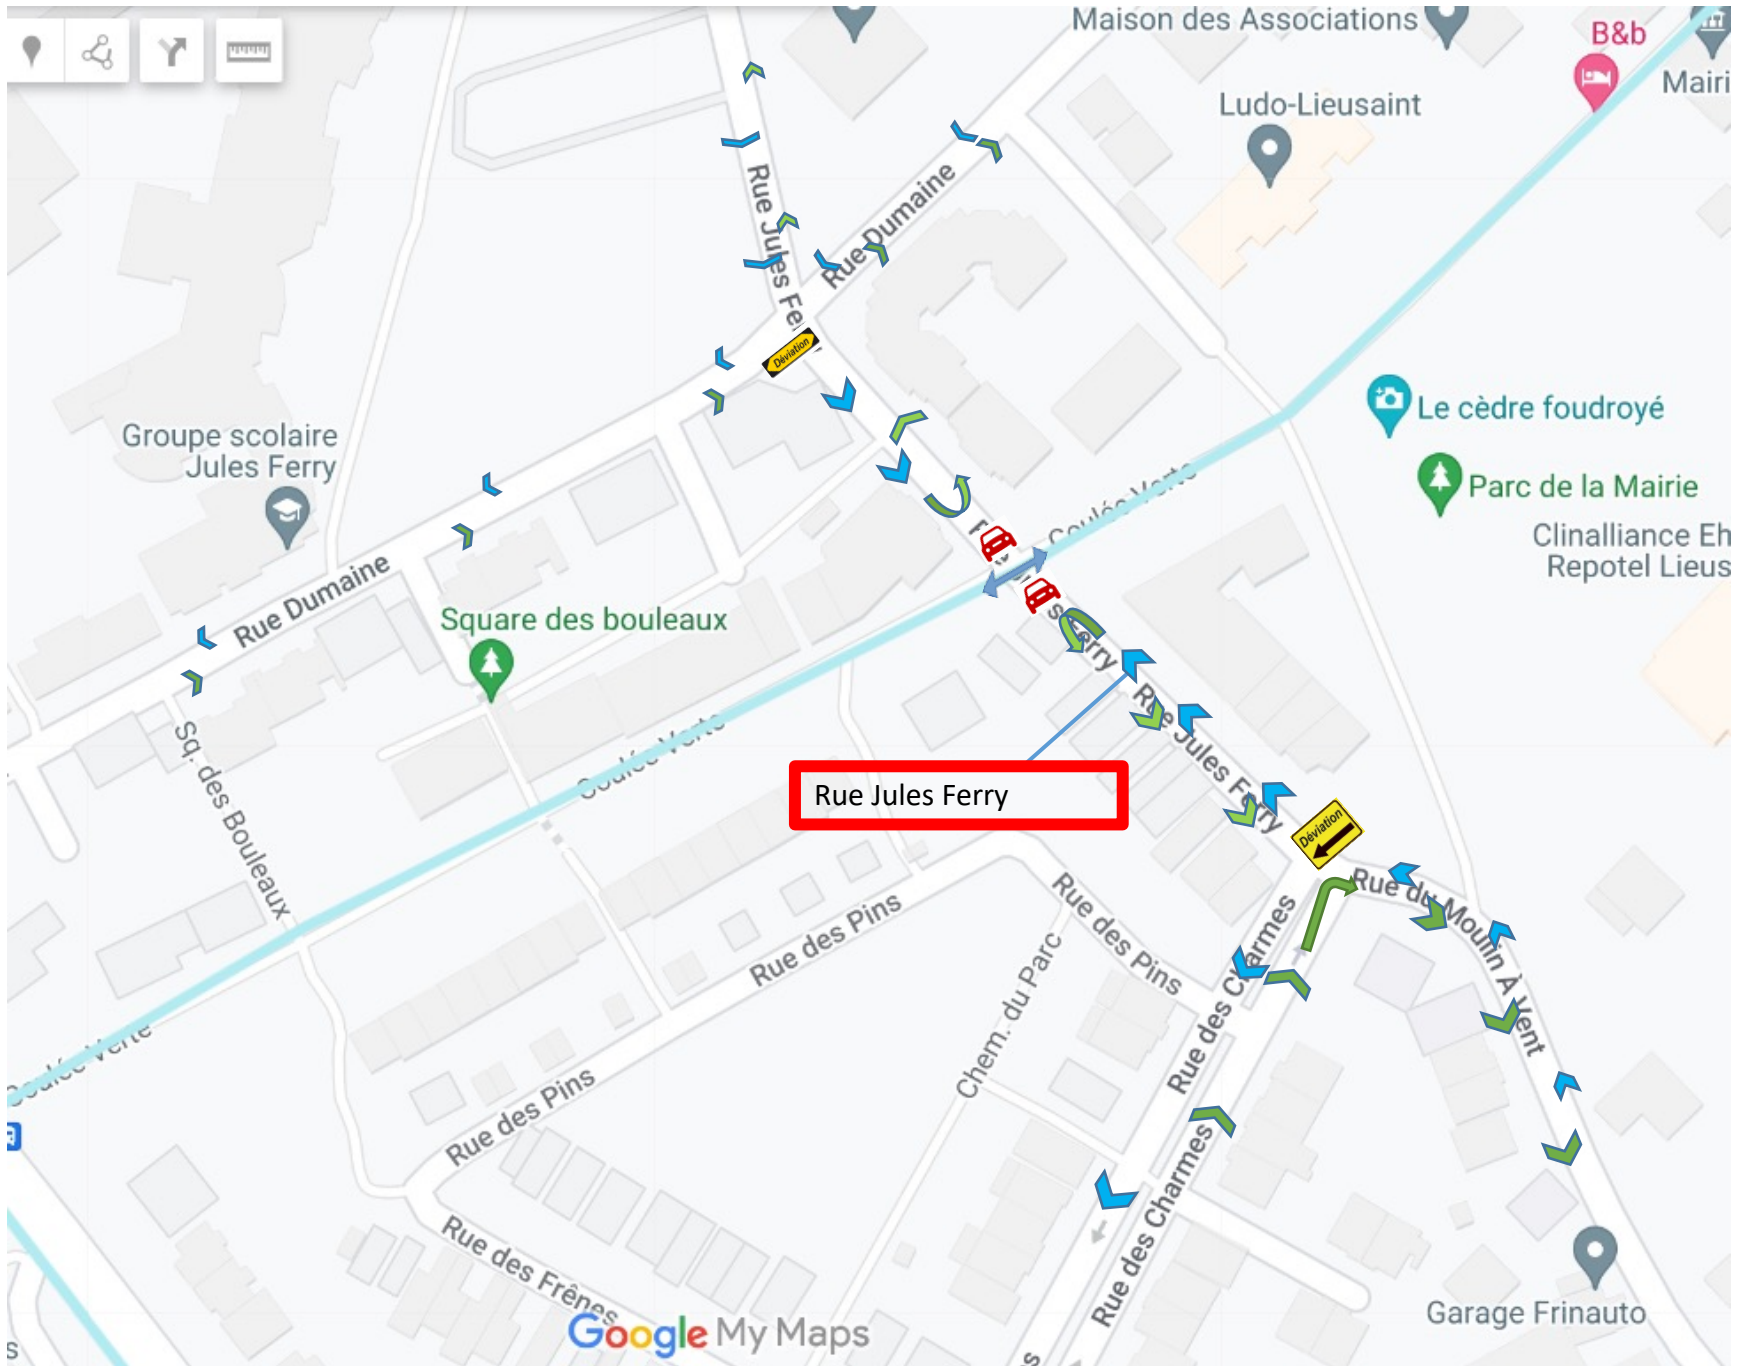 Maison des Associations
B&b
Mairi
Ludo-Lieusaint
Rue Jules Fe
Rue Dumaine
Déviation
Le cèdre foudroyé
Groupe scolaire
Jules Ferry
Parc de la Mairie
Coulée Verte
Clinalliance Eh
Repotel Lieus
Rue Dumaine
Square des bouleaux
s Ferry
Rue Jules Ferry
Sq. des Bouleaux
Coulée Verte
Rue Jules Ferry
Déviation
Rue du Moulin À Vent
Rue des Pins
Rue des Pins
Rue des Charmes
Chem. du Parc
Coulée Verte
Rue des Pins
Rue des Charmes
Rue des Frênes
Garage Frinauto
Google My Maps
s
s